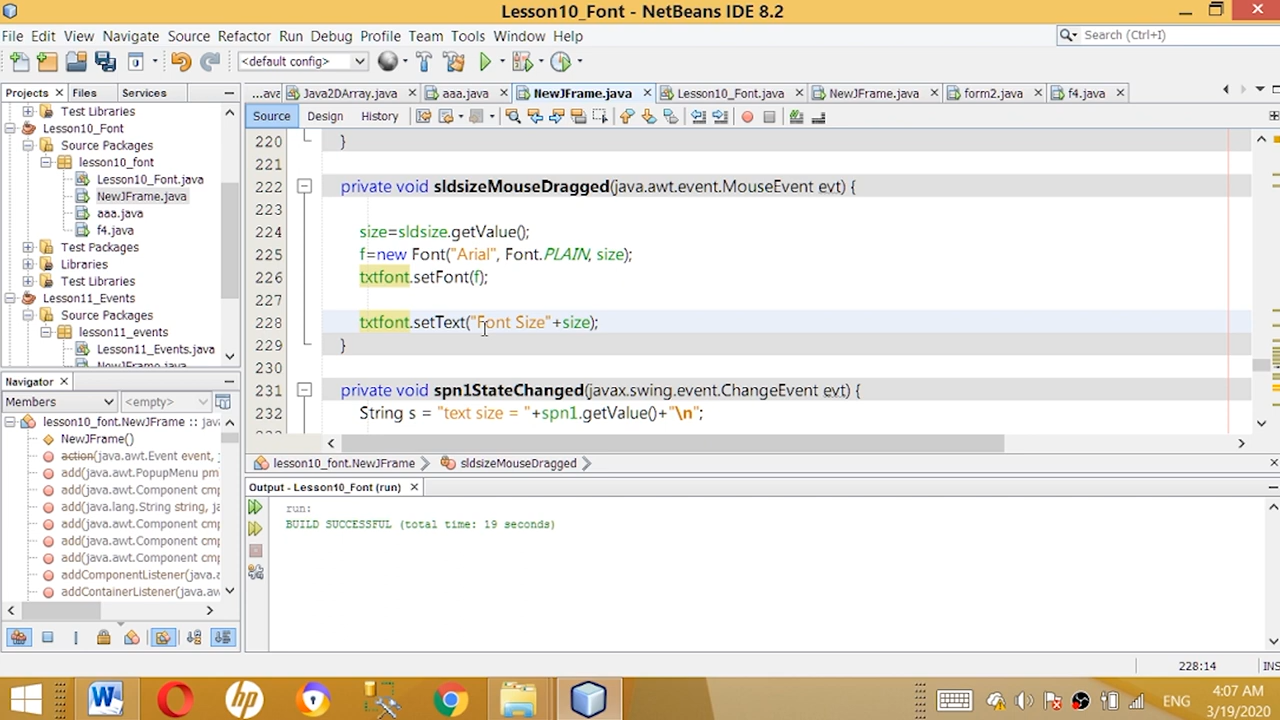 Lesson10_Font - NetBeans IDE 8.2
File Edit View Navigate Source Refactor Run Debug Profile Team Tools Window Help
Search (Ctrl+I)
<default config>
Projects Files Services
...ava Java2DArray.java aaa.java NewJFrame.java Lesson10_Font.java NewJFrame.java form2.java f4.java
Source Design History
Test Libraries
Lesson10_Font
Source Packages
lesson10_font
Lesson10_Font.java
NewJFrame.java
aaa.java
f4.java
Test Packages
Libraries
Test Libraries
Lesson11_Events
Source Packages
lesson11_events
Lesson11_Events.java
NewJFrame.java
220 }
221
222 private void sldsizeMouseDragged(java.awt.event.MouseEvent evt) {
223
224 size=sldsize.getValue();
225 f=new Font("Arial", Font.PLAIN, size);
226 txtfont.setFont(f);
227
228 txtfont.setText("Font Size"+size);
229 }
230
231 private void spn1StateChanged(javax.swing.event.ChangeEvent evt) {
232 String s = "text size = "+spn1.getValue()+"\n";
lesson10_font.NewJFrame sldsizeMouseDragged
Navigator
Members <empty>
lesson10_font.NewJFrame :: java
NewJFrame()
action(java.awt.Event event,
add(java.awt.PopupMenu pm
add(java.awt.Component cmp
add(java.lang.String string, j
add(java.awt.Component cmp
add(java.awt.Component cmp
add(java.awt.Component cmp
addComponentListener(java.a
addContainerListener(java.aw
Output - Lesson10_Font (run)
run:
BUILD SUCCESSFUL (total time: 19 seconds)
228:14 INS
ENG
4:07 AM
3/19/2020